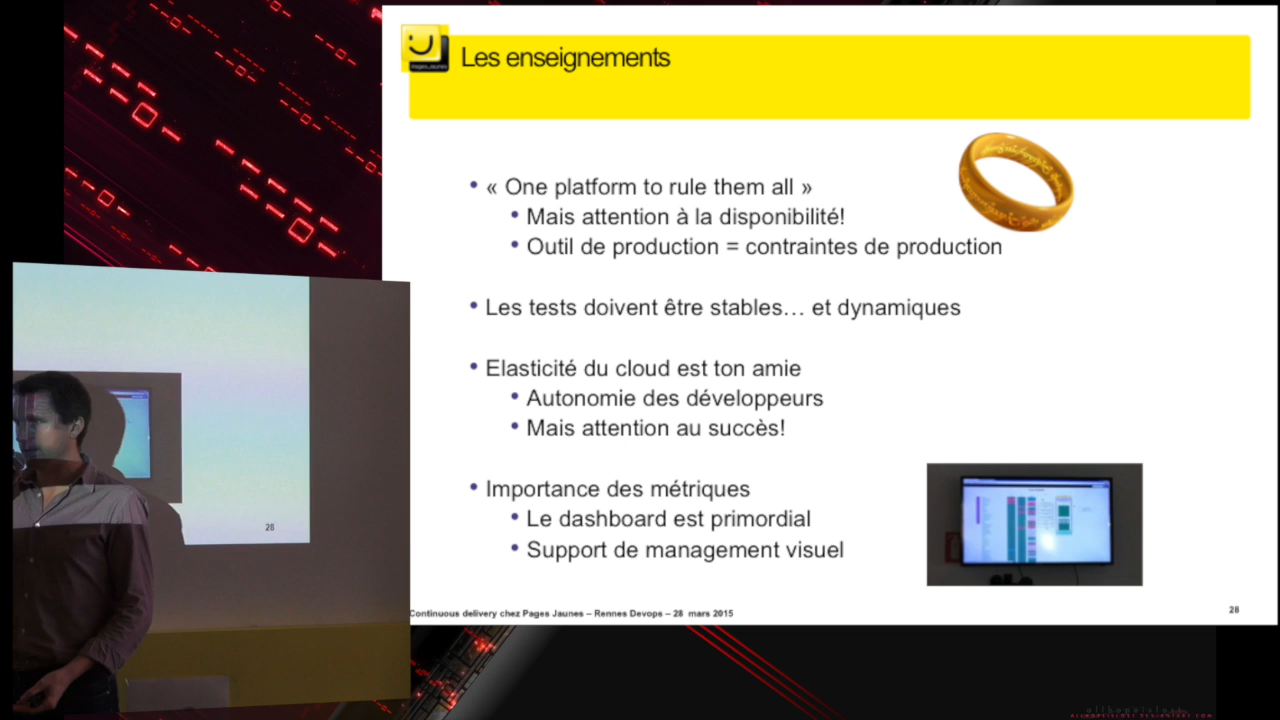 Les enseignements
PagesJaunes
• « One platform to rule them all »
• Mais attention à la disponibilité!
• Outil de production = contraintes de production
• Les tests doivent être stables… et dynamiques
• Elasticité du cloud est ton amie
• Autonomie des développeurs
• Mais attention au succès!
• Importance des métriques
• Le dashboard est primordial
• Support de management visuel
Continuous delivery chez Pages Jaunes – Rennes Devops – 28 mars 2015
28
28